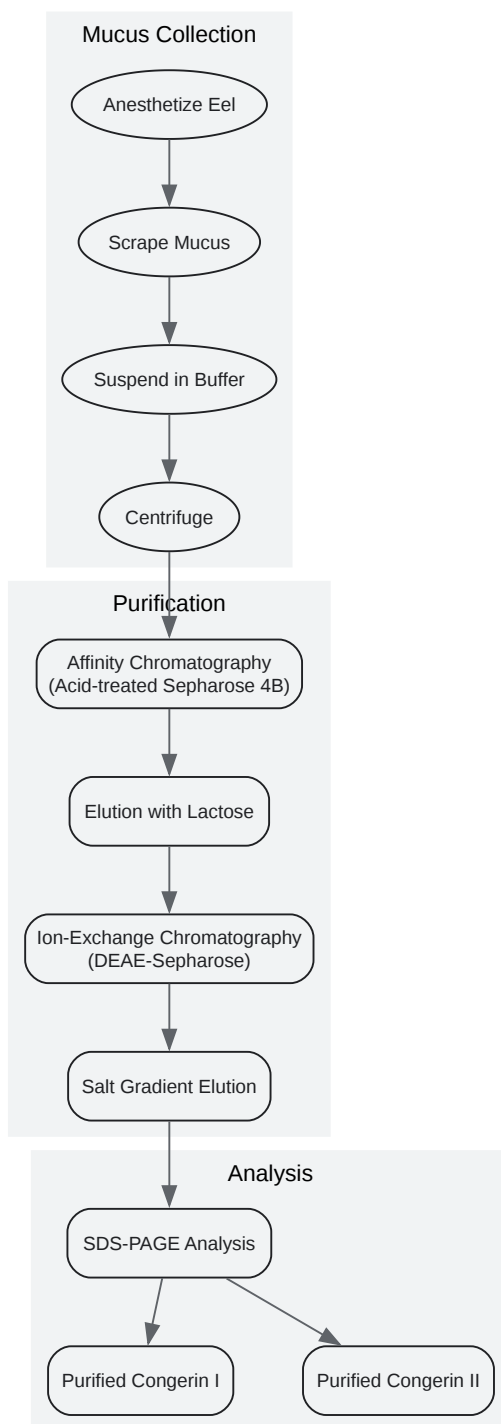 Mucus Collection
Anesthetize Eel
Scrape Mucus
Suspend in Buffer
Centrifuge
Purification
Affinity Chromatography
(Acid-treated Sepharose 4B)
Elution with Lactose
Ion-Exchange Chromatography
(DEAE-Sepharose)
Salt Gradient Elution
Analysis
SDS-PAGE Analysis
Purified Congerin I
Purified Congerin II